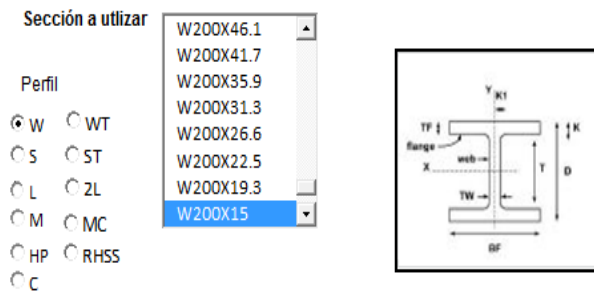 Sección a utlizar
Perfil
W WT
S ST
L 2L
M MC
HP RHSS
C
W200X46.1
W200X41.7
W200X35.9
W200X31.3
W200X26.6
W200X22.5
W200X19.3
W200X15
Y K1
TF K
flange
web T D
X
TW
BF